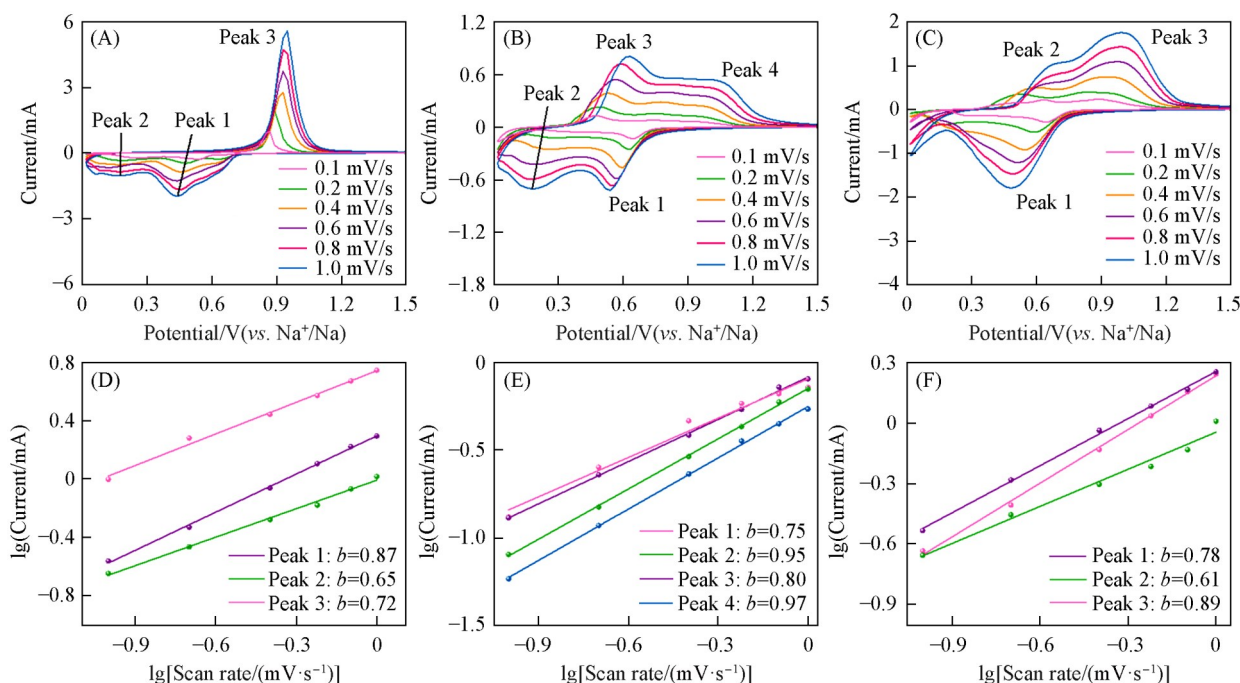 (A)
Peak 3
Peak 2
Peak 1
0.1 mV/s
0.2 mV/s
0.4 mV/s
0.6 mV/s
0.8 mV/s
1.0 mV/s
6
3
0
−3
−6
Current/mA
0
0.3
0.6
0.9
1.2
1.5
Potential/V(vs. Na⁺/Na)
(B)
Peak 3
Peak 4
Peak 2
Peak 1
0.1 mV/s
0.2 mV/s
0.4 mV/s
0.6 mV/s
0.8 mV/s
1.0 mV/s
1.2
0.6
0
−0.6
−1.2
−1.8
Current/mA
0
0.3
0.6
0.9
1.2
1.5
Potential/V(vs. Na⁺/Na)
(C)
Peak 2
Peak 3
Peak 1
0.1 mV/s
0.2 mV/s
0.4 mV/s
0.6 mV/s
0.8 mV/s
1.0 mV/s
2
1
0
−1
−2
−3
−4
Current/mA
0
0.3
0.6
0.9
1.2
1.5
Potential/V(vs. Na⁺/Na)
(D)
Peak 1: b=0.87
Peak 2: b=0.65
Peak 3: b=0.72
0.8
0.4
0
−0.4
−0.8
lg(Current/mA)
−0.9
−0.6
−0.3
0
lg[Scan rate/(mV·s⁻¹)]
(E)
Peak 1: b=0.75
Peak 2: b=0.95
Peak 3: b=0.80
Peak 4: b=0.97
0
−0.5
−1.0
−1.5
lg(Current/mA)
−0.9
−0.6
−0.3
0
lg[Scan rate/(mV·s⁻¹)]
(F)
Peak 1: b=0.78
Peak 2: b=0.61
Peak 3: b=0.89
0.3
0
−0.3
−0.6
−0.9
lg(Current/mA)
−0.9
−0.6
−0.3
0
lg[Scan rate/(mV·s⁻¹)]